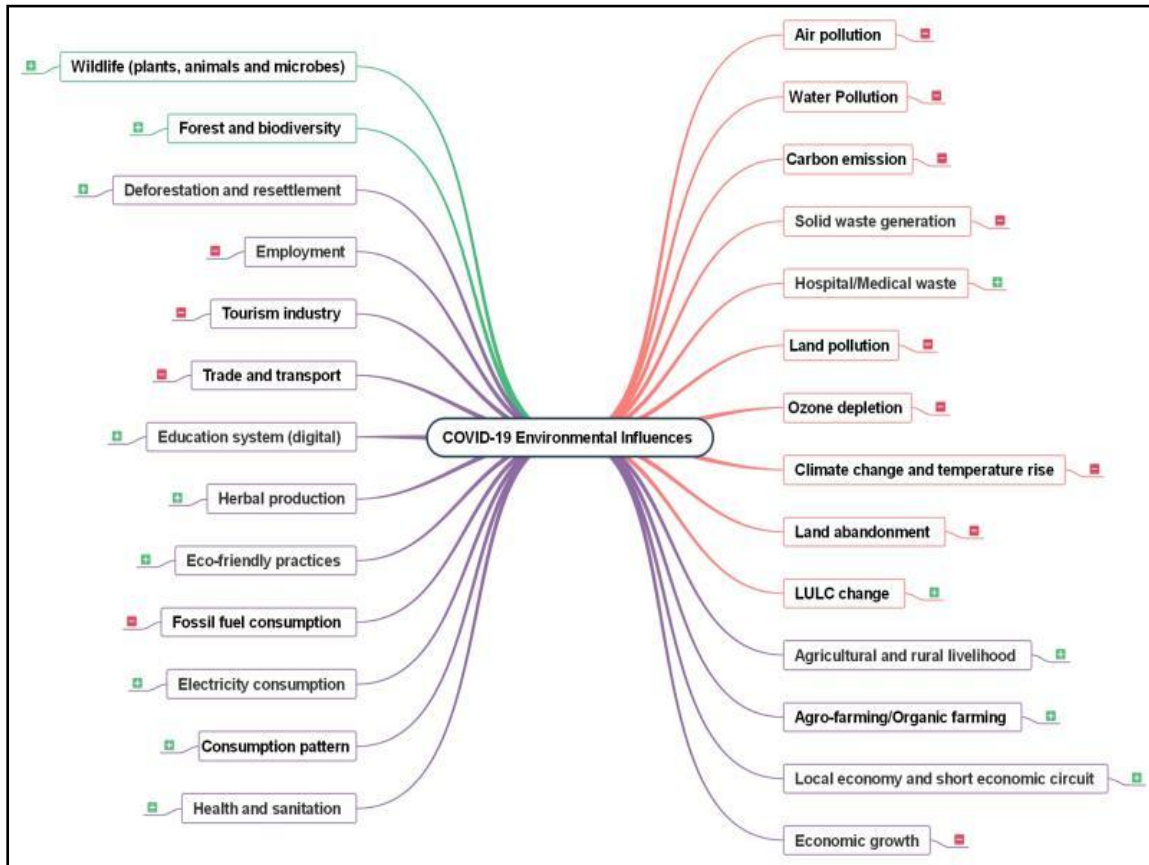 Wildlife (plants, animals and microbes)
Forest and biodiversity
Deforestation and resettlement
Employment
Tourism industry
Trade and transport
Education system (digital)
Herbal production
Eco-friendly practices
Fossil fuel consumption
Electricity consumption
Consumption pattern
Health and sanitation
COVID-19 Environmental Influences
Air pollution
Water Pollution
Carbon emission
Solid waste generation
Hospital/Medical waste
Land pollution
Ozone depletion
Climate change and temperature rise
Land abandonment
LULC change
Agricultural and rural livelihood
Agro-farming/Organic farming
Local economy and short economic circuit
Economic growth